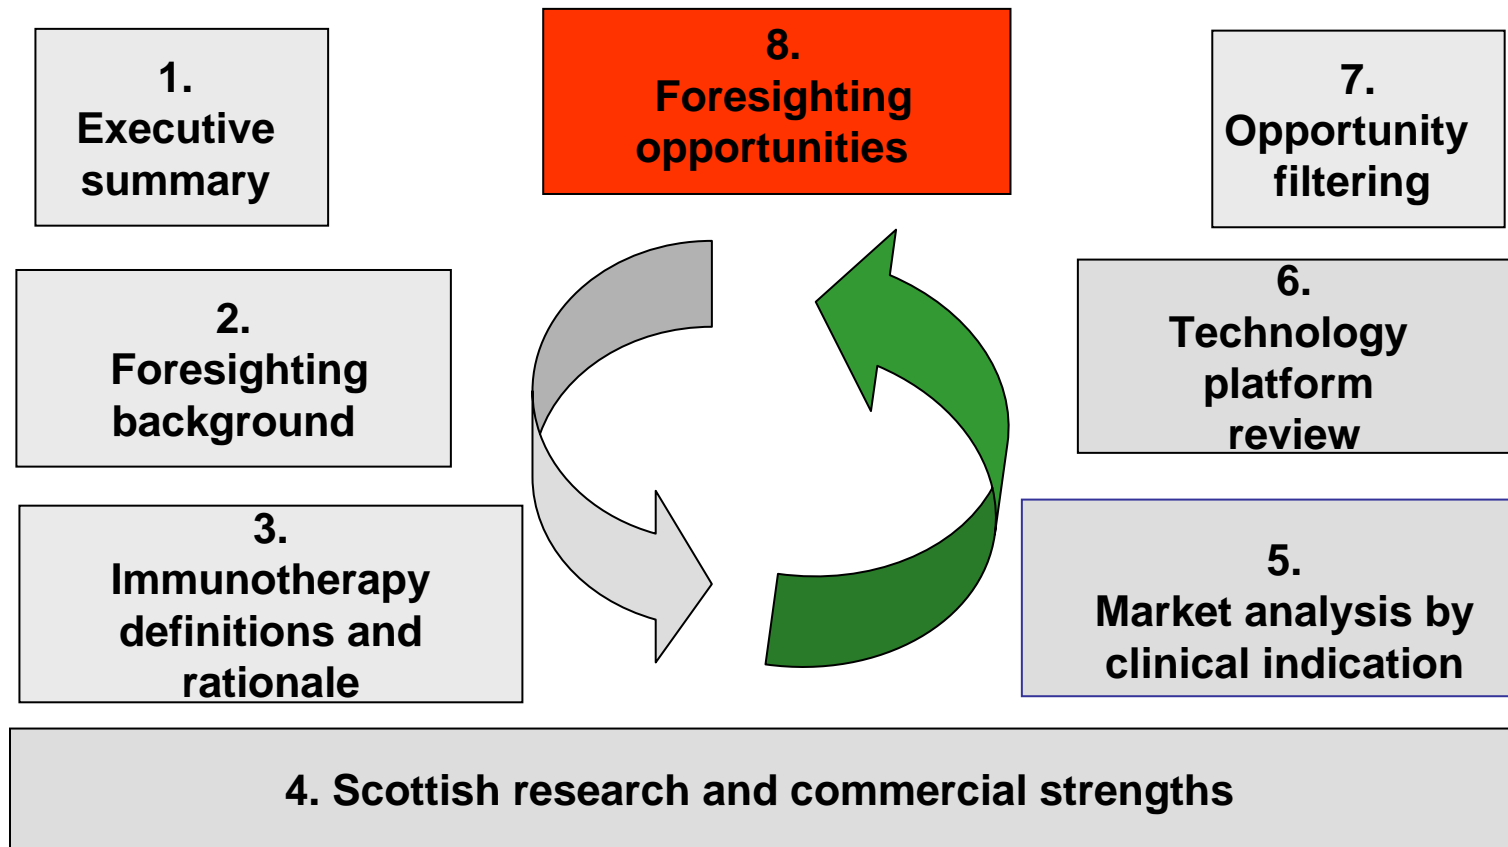 1.
Executive
summary
2.
Foresighting
background
3.
Immunotherapy
definitions and
rationale
4. Scottish research and commercial strengths
5.
Market analysis by
clinical indication
6.
Technology
platform
review
7.
Opportunity
filtering
8.
Foresighting
opportunities